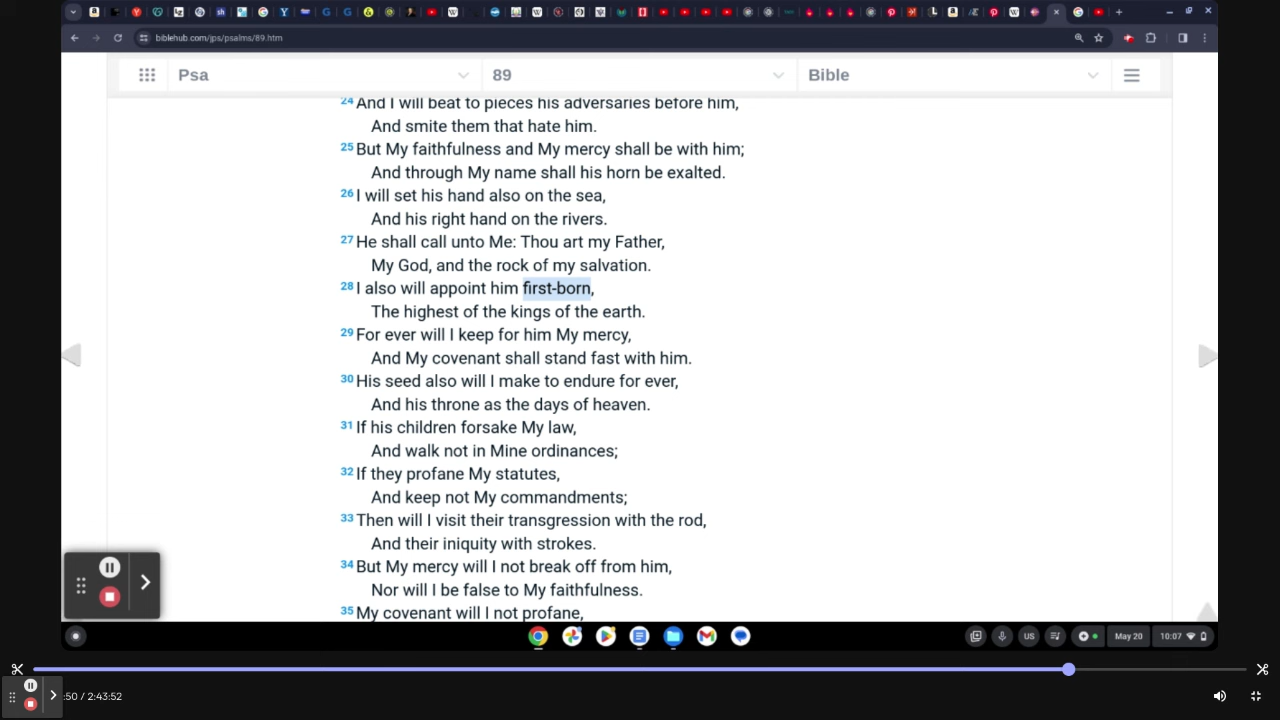 biblehub.com/jps/psalms/89.htm
Psa
89
Bible
24 And I will beat to pieces his adversaries before him,
And smite them that hate him.
25 But My faithfulness and My mercy shall be with him;
And through My name shall his horn be exalted.
26 I will set his hand also on the sea,
And his right hand on the rivers.
27 He shall call unto Me: Thou art my Father,
My God, and the rock of my salvation.
28 I also will appoint him first-born,
The highest of the kings of the earth.
29 For ever will I keep for him My mercy,
And My covenant shall stand fast with him.
30 His seed also will I make to endure for ever,
And his throne as the days of heaven.
31 If his children forsake My law,
And walk not in Mine ordinances;
32 If they profane My statutes,
And keep not My commandments;
33 Then will I visit their transgression with the rod,
And their iniquity with strokes.
34 But My mercy will I not break off from him,
Nor will I be false to My faithfulness.
35 My covenant will I not profane,
US
May 20
10:07
:50 / 2:43:52